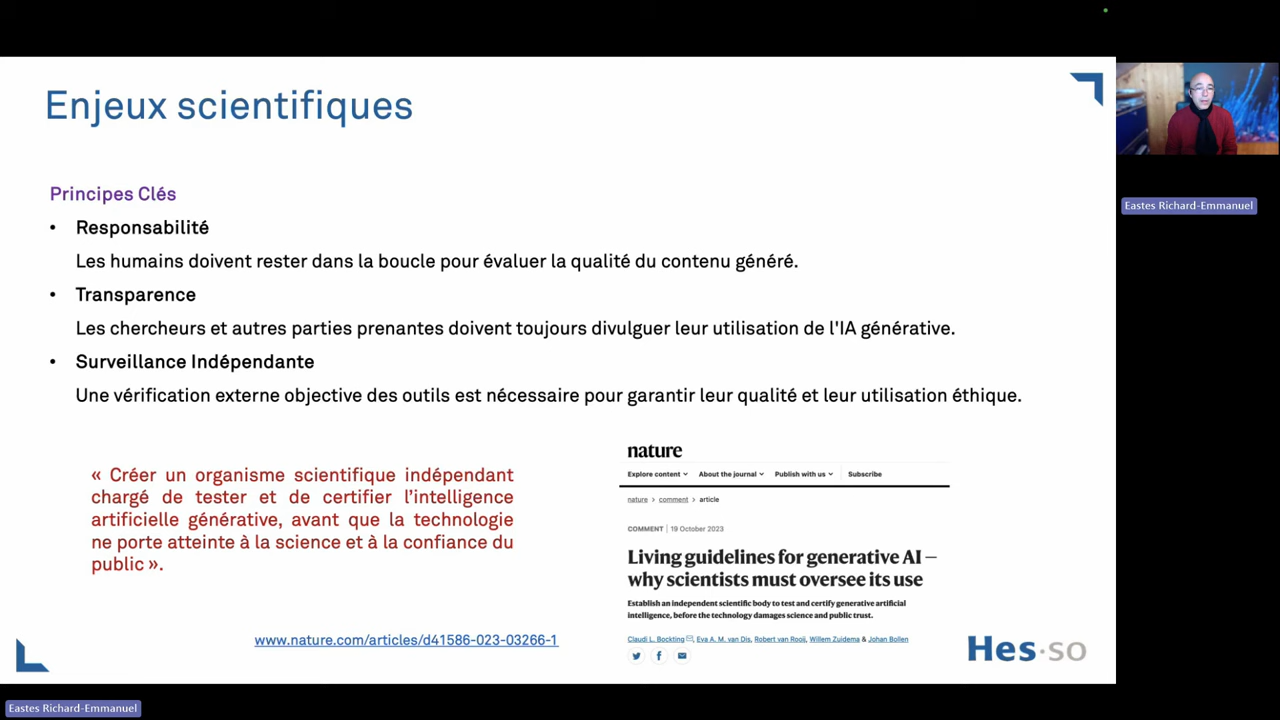 Enjeux scientifiques
Principes Clés
• Responsabilité
Les humains doivent rester dans la boucle pour évaluer la qualité du contenu généré.
• Transparence
Les chercheurs et autres parties prenantes doivent toujours divulguer leur utilisation de l'IA générative.
• Surveillance Indépendante
Une vérification externe objective des outils est nécessaire pour garantir leur qualité et leur utilisation éthique.
« Créer un organisme scientifique indépendant
chargé de tester et de certifier l'intelligence
artificielle générative, avant que la technologie
ne porte atteinte à la science et à la confiance du
public ».
www.nature.com/articles/d41586-023-03266-1
nature
Explore content About the journal Publish with us Subscribe
nature > comment > article
COMMENT | 19 October 2023
Living guidelines for generative AI —
why scientists must oversee its use
Establish an independent scientific body to test and certify generative artificial
intelligence, before the technology damages science and public trust.
Claudi L. Bockting, Eva A. M. van Dis, Robert van Rooij, Willem Zuidema & Johan Bollen
Hes·so
Eastes Richard-Emmanuel
Eastes Richard-Emmanuel